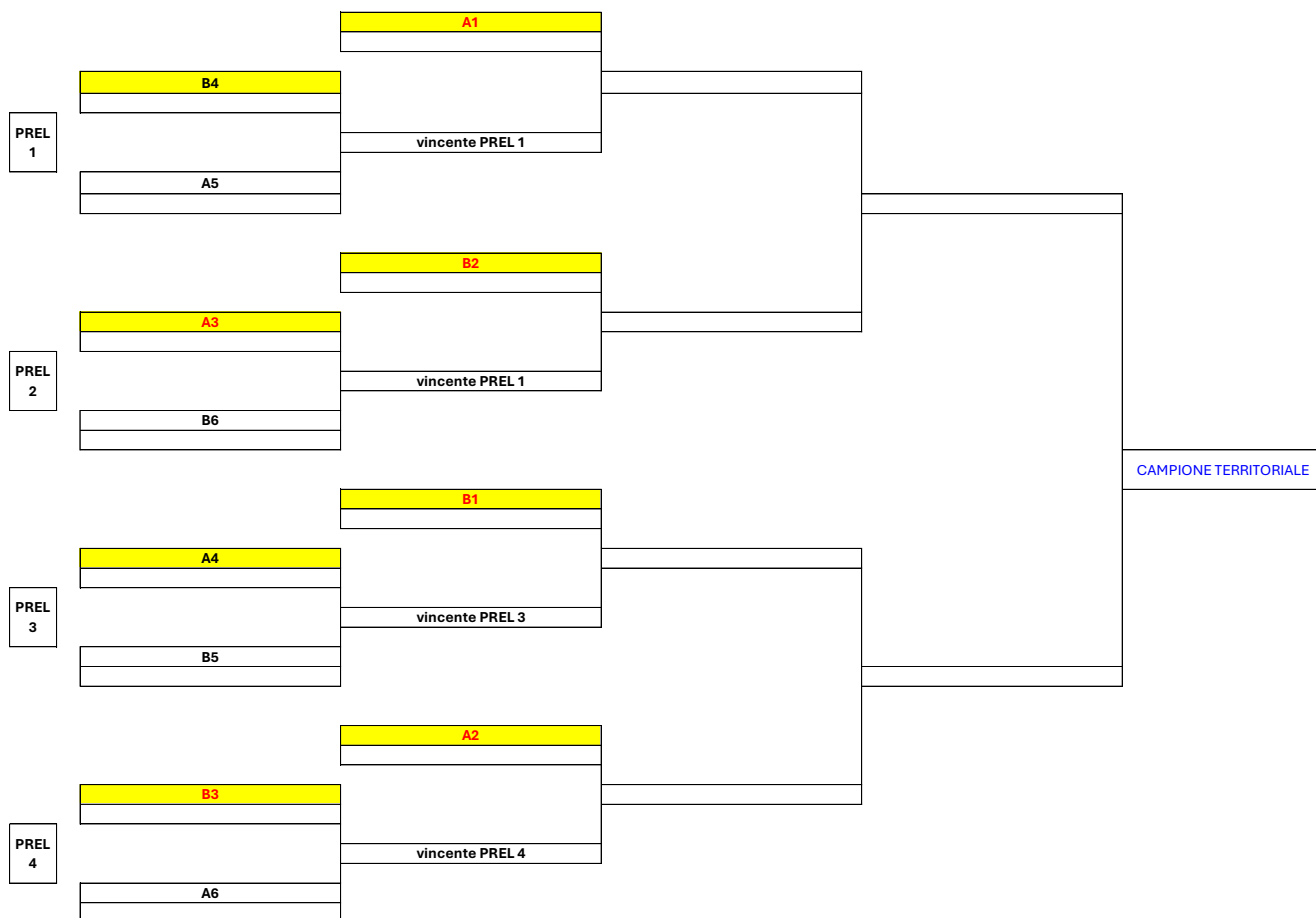 A1
B4
PREL
1
vincente PREL 1
A5
B2
A3
PREL
2
vincente PREL 1
B6
CAMPIONE TERRITORIALE
B1
A4
PREL
3
vincente PREL 3
B5
A2
B3
PREL
4
vincente PREL 4
A6